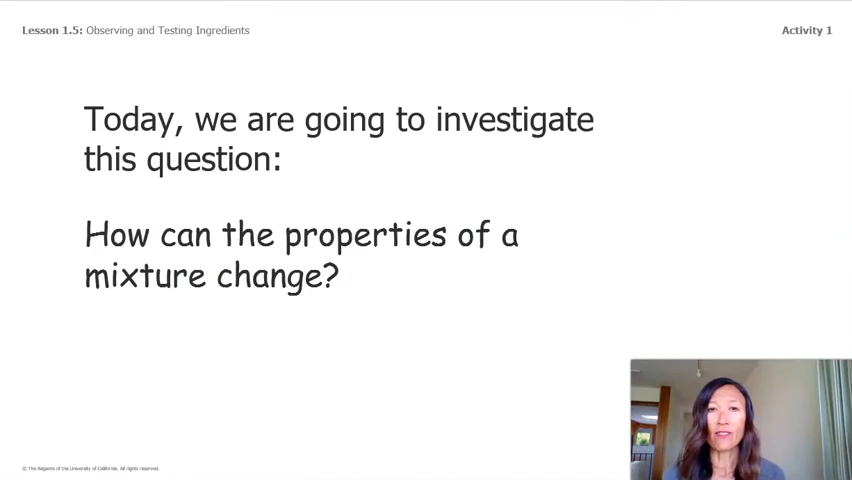 Lesson 1.5: Observing and Testing Ingredients
Activity 1
Today, we are going to investigate
this question:
How can the properties of a
mixture change?
© The Regents of the University of California. All rights reserved.